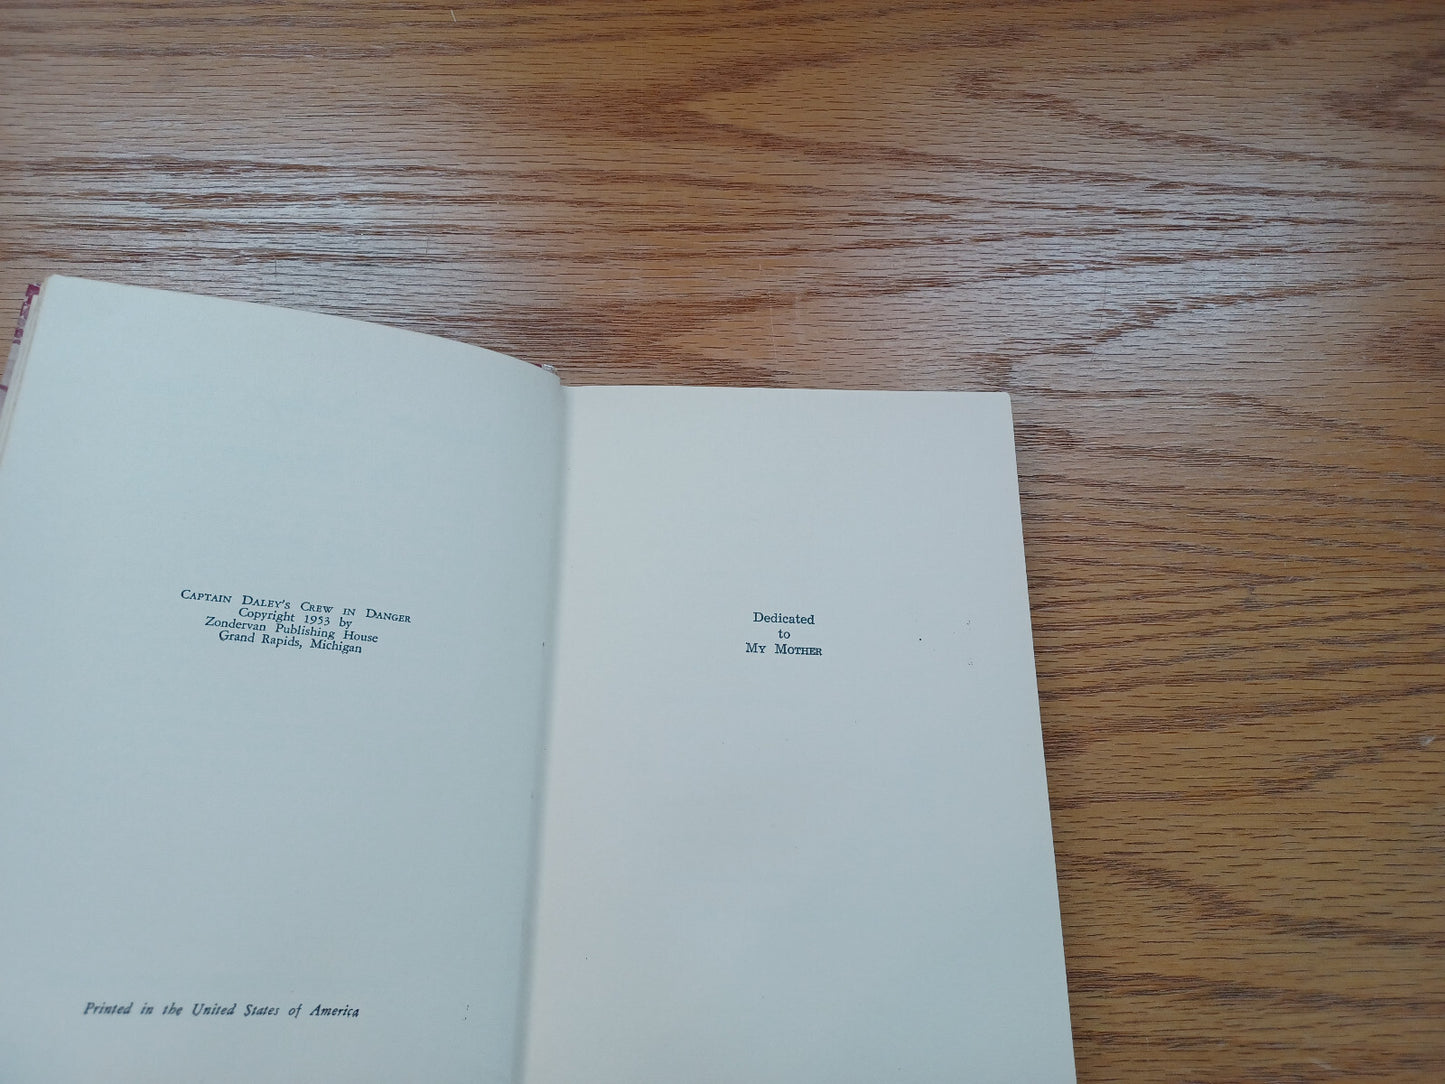 Captain Daley's Crew in Danger
Copyright 1953 by
Zondervan Publishing House
Grand Rapids, Michigan
Printed in the United States of America
Dedicated
to
My Mother